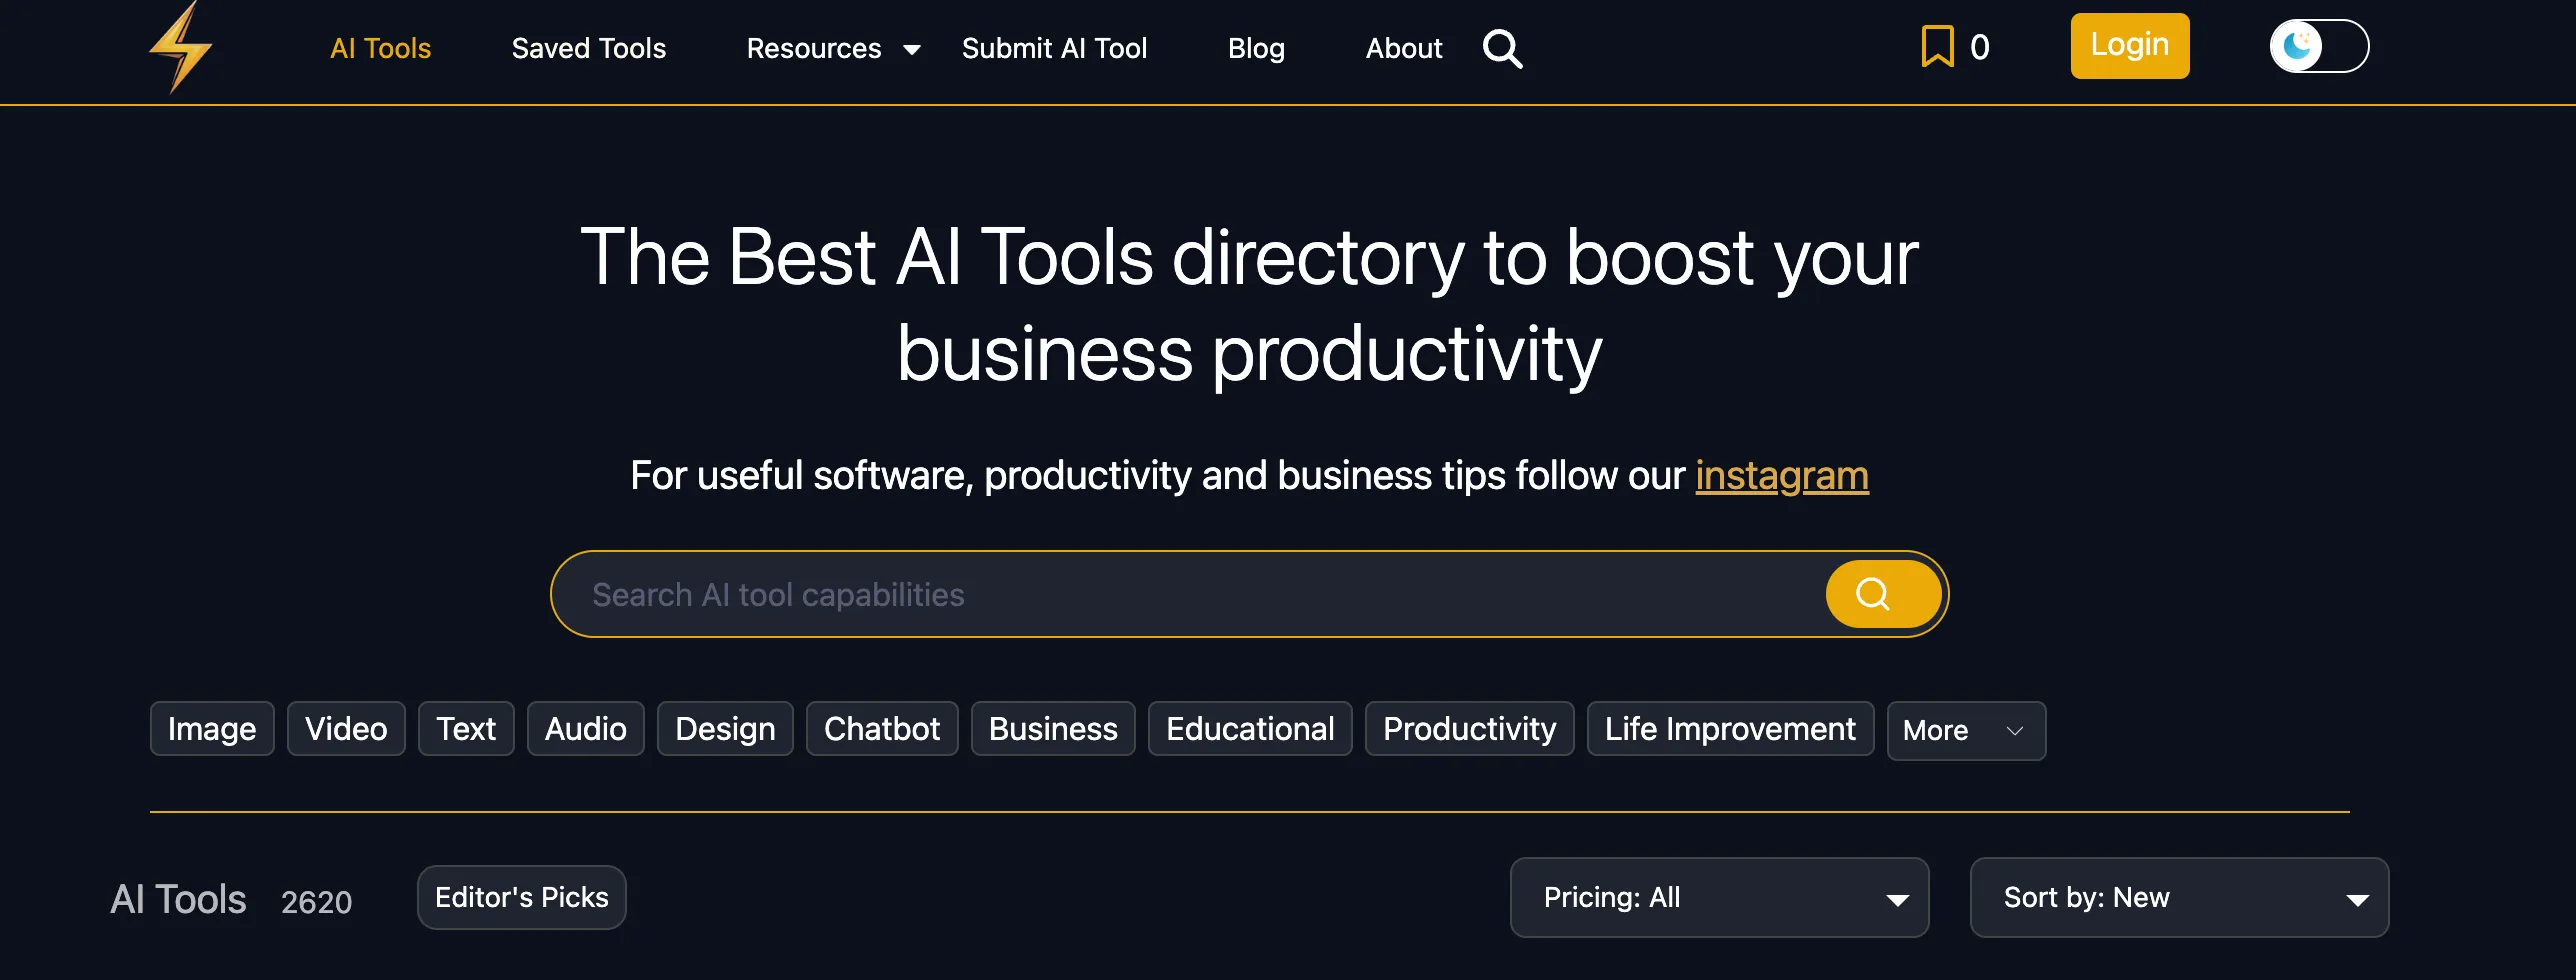 AI Tools Saved Tools Resources Submit AI Tool Blog About 0 Login
The Best AI Tools directory to boost your
business productivity
For useful software, productivity and business tips follow our instagram
Search AI tool capabilities
Image Video Text Audio Design Chatbot Business Educational Productivity Life Improvement More
AI Tools 2620 Editor's Picks Pricing: All Sort by: New